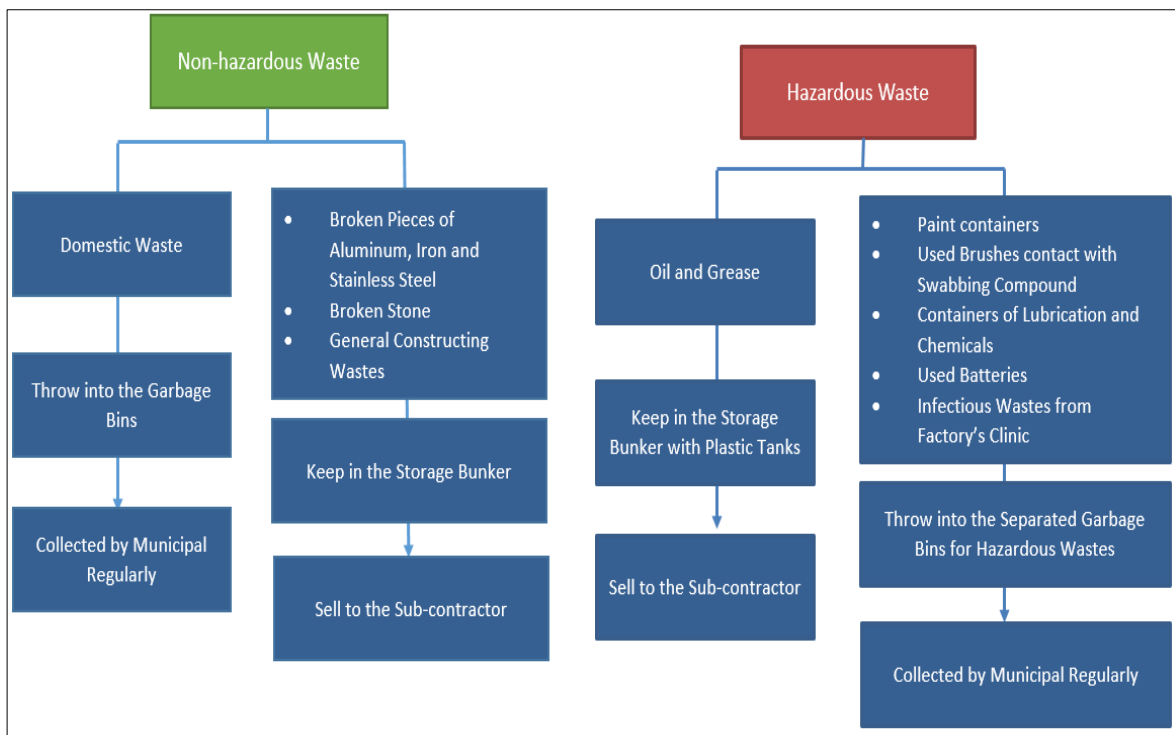 Non-hazardous Waste
Domestic Waste
Throw into the Garbage
Bins
Collected by Municipal
Regularly
• Broken Pieces of
Aluminum, Iron and
Stainless Steel
• Broken Stone
• General Constructing
Wastes
Keep in the Storage Bunker
Sell to the Sub-contractor
Hazardous Waste
Oil and Grease
Keep in the Storage
Bunker with Plastic Tanks
Sell to the Sub-contractor
• Paint containers
• Used Brushes contact with
Swabbing Compound
• Containers of Lubrication and
Chemicals
• Used Batteries
• Infectious Wastes from
Factory’s Clinic
Throw into the Separated Garbage
Bins for Hazardous Wastes
Collected by Municipal Regularly